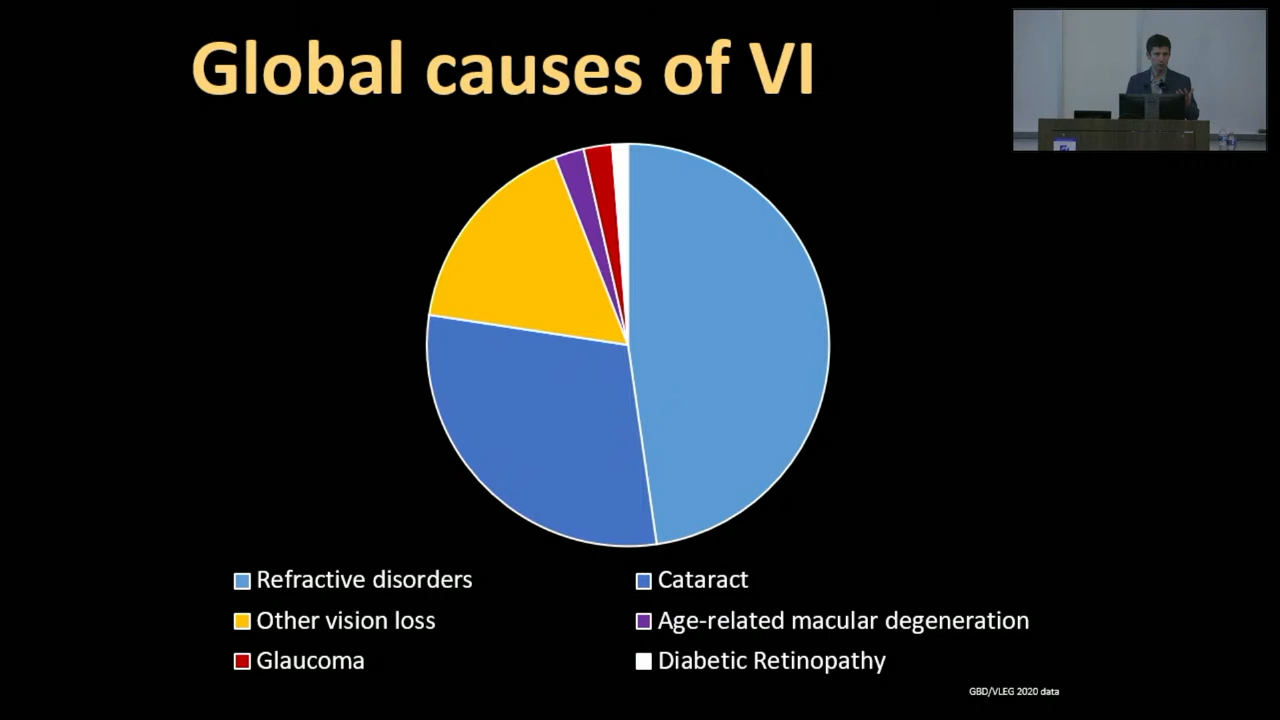 Global causes of VI
Refractive disorders
Cataract
Other vision loss
Age-related macular degeneration
Glaucoma
Diabetic Retinopathy
GBD/VLEG 2020 data